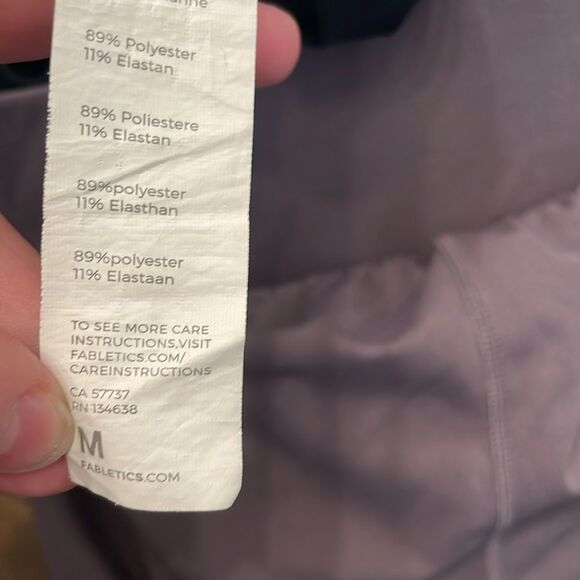 89% Polyester
11% Elastan
89% Poliestere
11% Elastan
89%polyester
11% Elasthan
89%polyester
11% Elastaan
TO SEE MORE CARE
INSTRUCTIONS,VISIT
FABLETICS.COM/
CAREINSTRUCTIONS
CA 57737
RN 134638
M
FABLETICS.COM